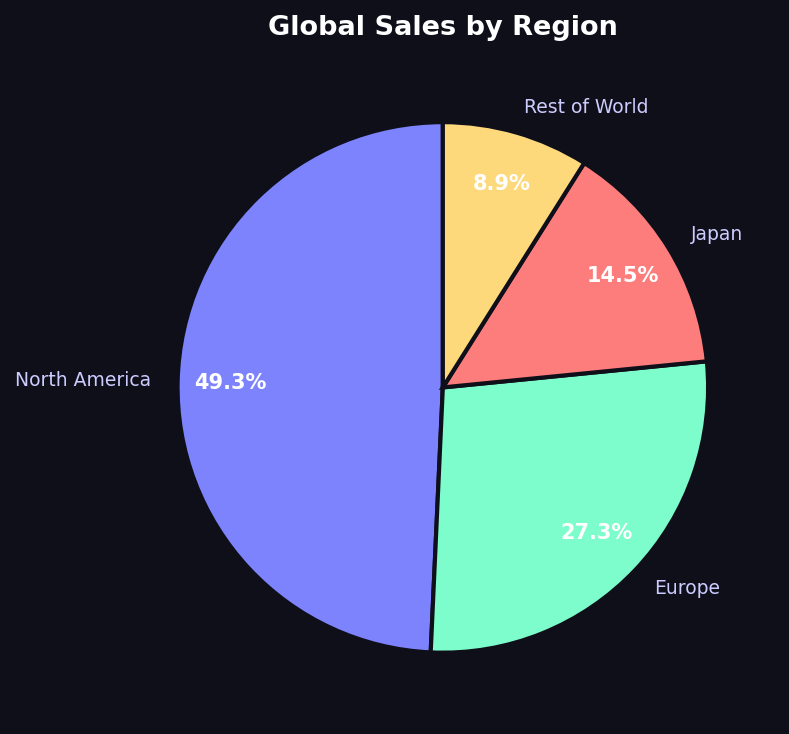 Global Sales by Region
Rest of World
8.9%
Japan
14.5%
North America
49.3%
27.3%
Europe